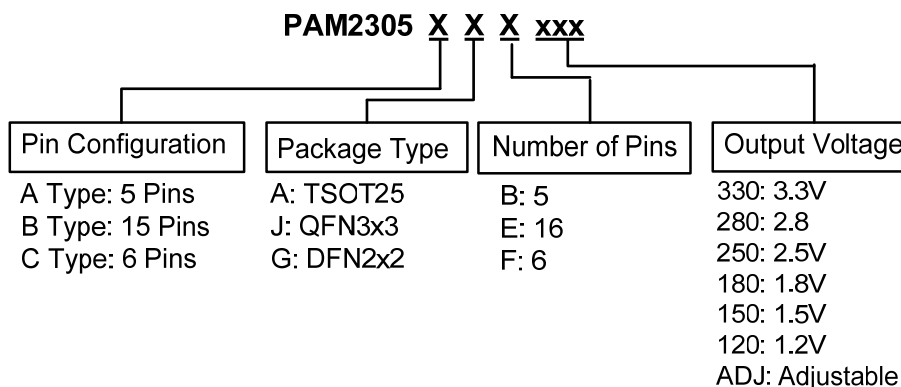 PAM2305 X X X xxx
Pin Configuration
A Type: 5 Pins
B Type: 15 Pins
C Type: 6 Pins
Package Type
A: TSOT25
J: QFN3x3
G: DFN2x2
Number of Pins
B: 5
E: 16
F: 6
Output Voltage
330: 3.3V
280: 2.8
250: 2.5V
180: 1.8V
150: 1.5V
120: 1.2V
ADJ: Adjustable